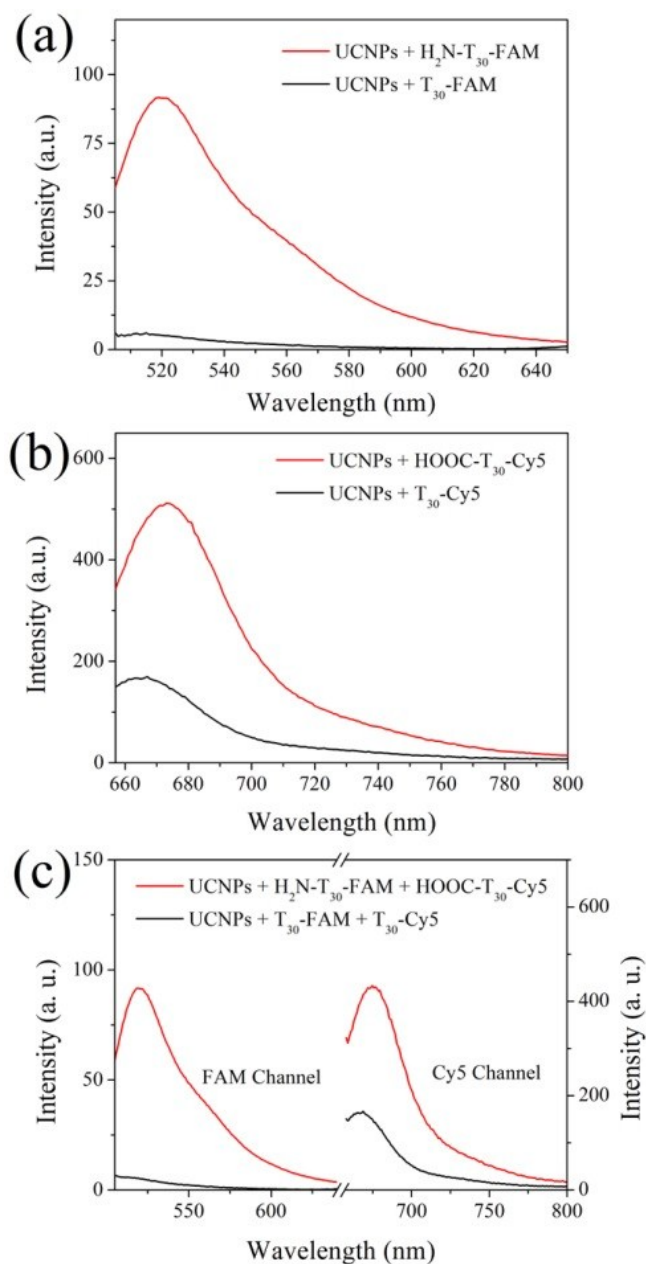 (a)
UCNPs + H₂N-T₃₀-FAM
UCNPs + T₃₀-FAM
100
75
50
25
0
Intensity (a.u.)
520 540 560 580 600 620 640
Wavelength (nm)
(b)
UCNPs + HOOC-T₃₀-Cy5
UCNPs + T₃₀-Cy5
600
400
200
0
Intensity (a.u.)
660 680 700 720 740 760 780 800
Wavelength (nm)
(c)
UCNPs + H₂N-T₃₀-FAM + HOOC-T₃₀-Cy5
UCNPs + T₃₀-FAM + T₃₀-Cy5
150
100
50
0
Intensity (a. u.)
FAM Channel
Cy5 Channel
600
400
200
0
Intensity (a. u.)
550 600 700 750 800
Wavelength (nm)